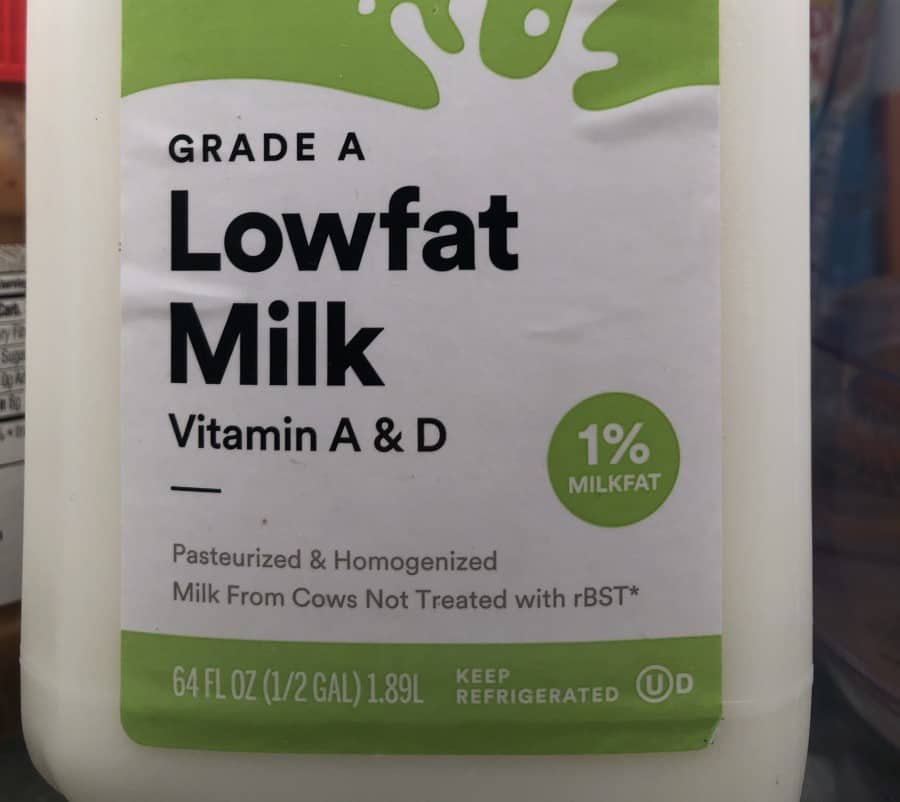 GRADE A
Lowfat
Milk
Vitamin A & D
1%
MILKFAT
Pasteurized & Homogenized
Milk From Cows Not Treated with rBST*
64 FL OZ (1/2 GAL) 1.89L
KEEP
REFRIGERATED
U D